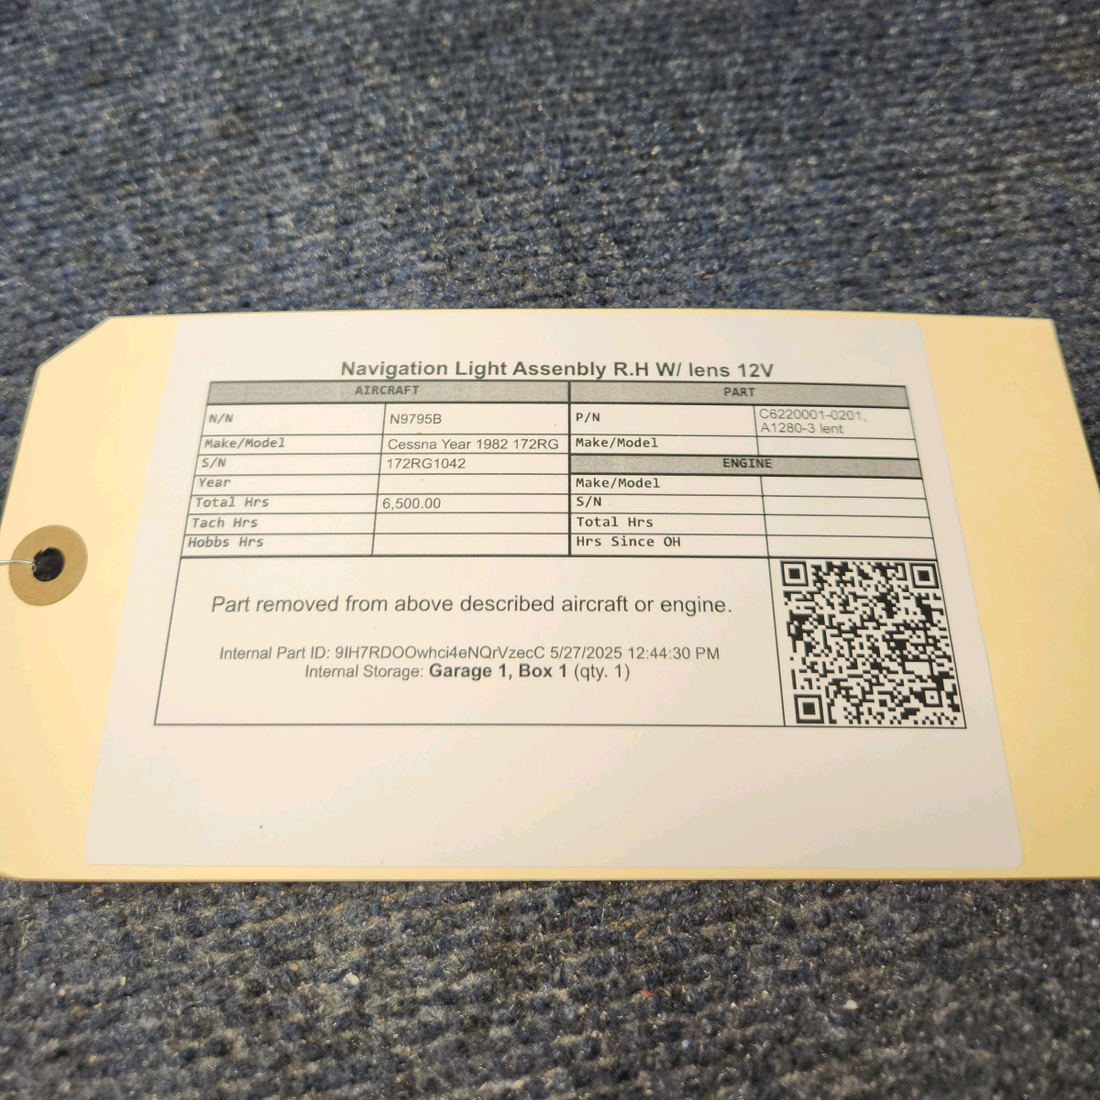 Navigation Light Assenbly R.H W/ lens 12V
AIRCRAFT PART
N/N N9795B P/N C6220001-0201,
A1280-3 lent
Make/Model Cessna Year 1982 172RG Make/Model
S/N 172RG1042 ENGINE
Year Make/Model
Total Hrs 6,500.00 S/N
Tach Hrs Total Hrs
Hobbs Hrs Hrs Since OH
Part removed from above described aircraft or engine.
Internal Part ID: 9IH7RDOOwhci4eNQrVzecC 5/27/2025 12:44:30 PM
Internal Storage: Garage 1, Box 1 (qty. 1)